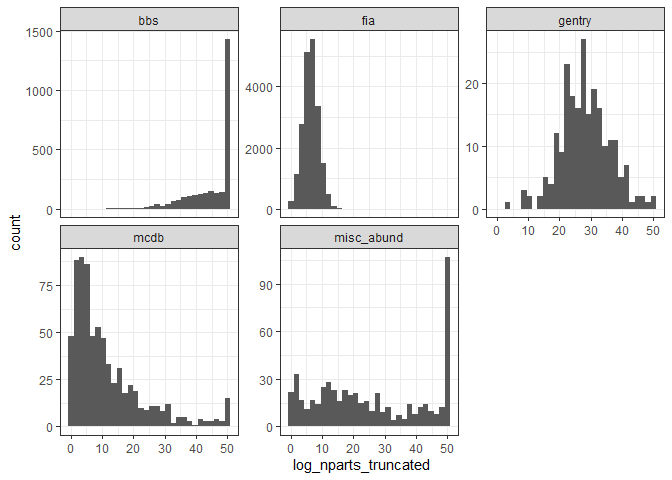 bbs
fia
gentry
1500
1000
500
0
4000
2000
0
20
10
0
0 10 20 30 40 50
count
mcdb
misc_abund
75
50
25
0
90
60
30
0
0 10 20 30 40 50
0 10 20 30 40 50
log_nparts_truncated